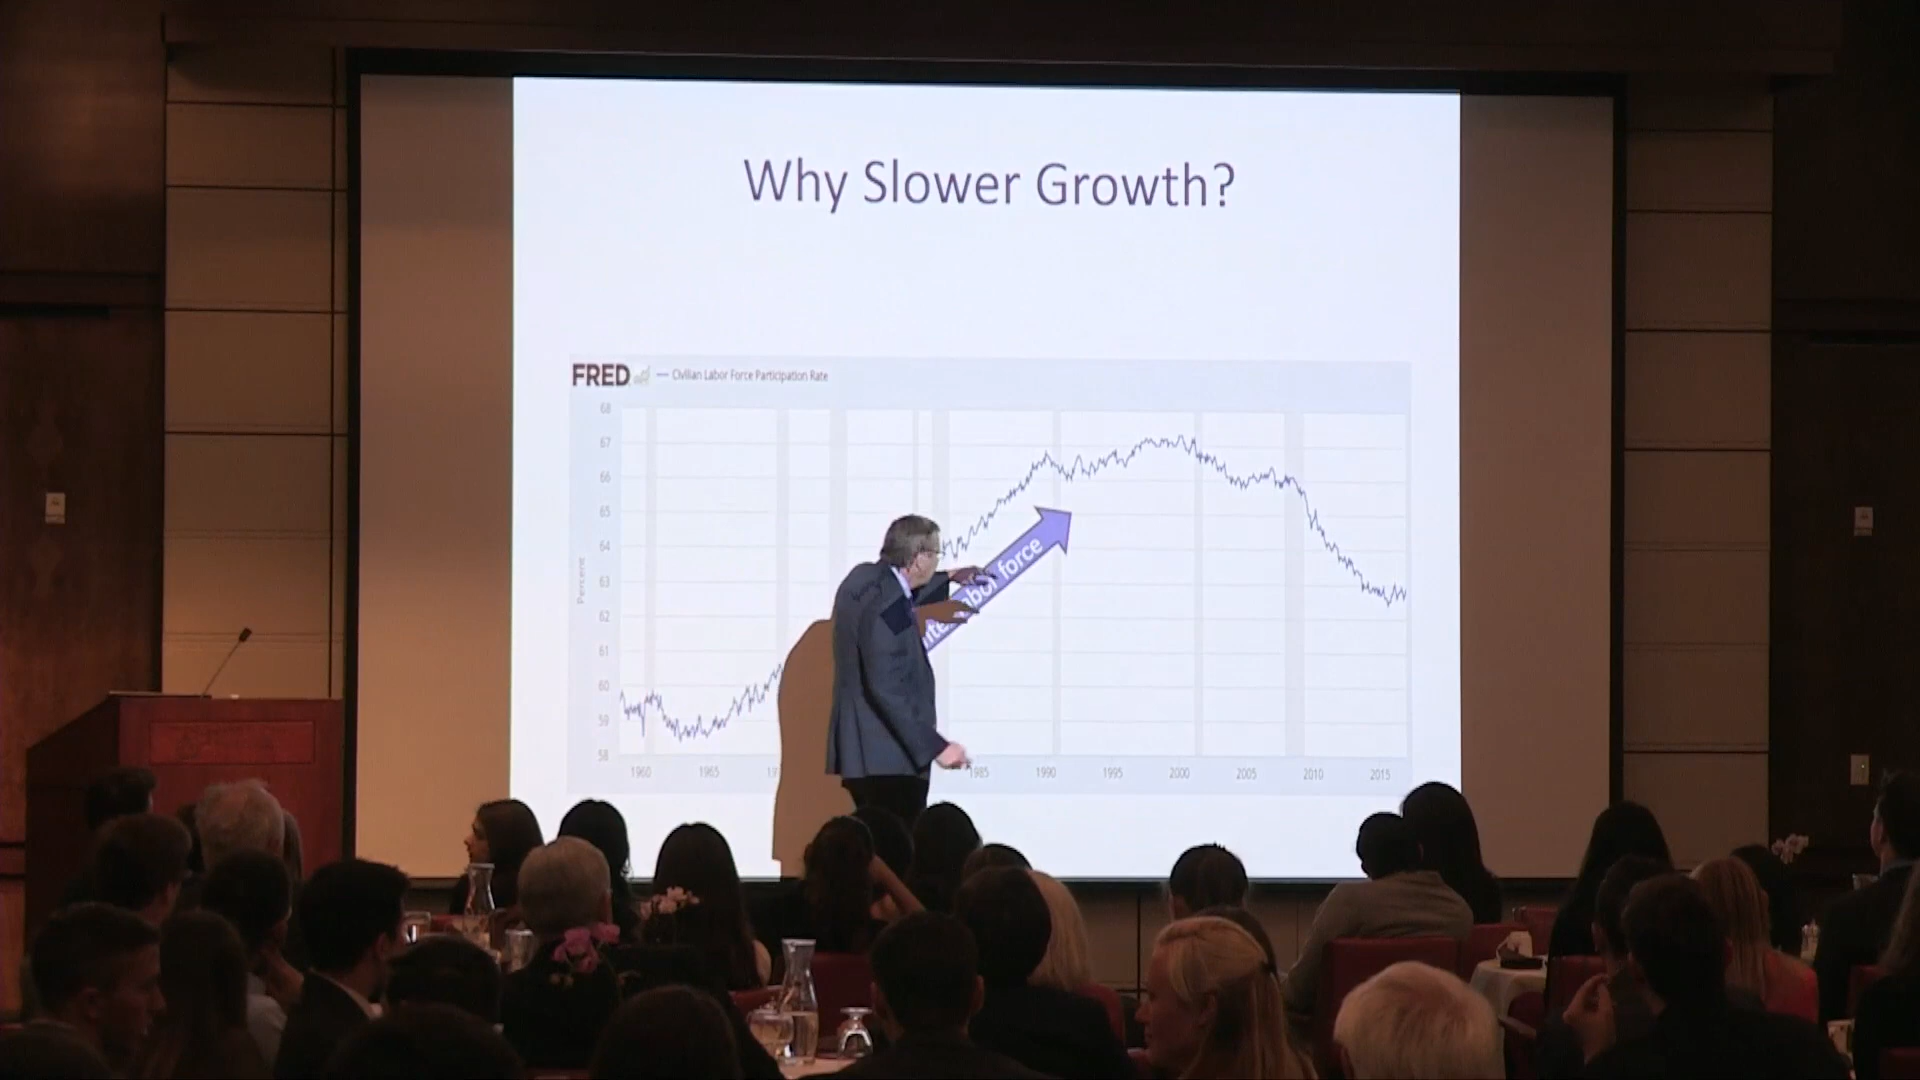 Why Slower Growth?
FRED — Civilian Labor Force Participation Rate
68
67
66
65
64
63
62
61
60
59
58
Percent
labor force
1960 1965 1985 1990 1995 2000 2005 2010 2015